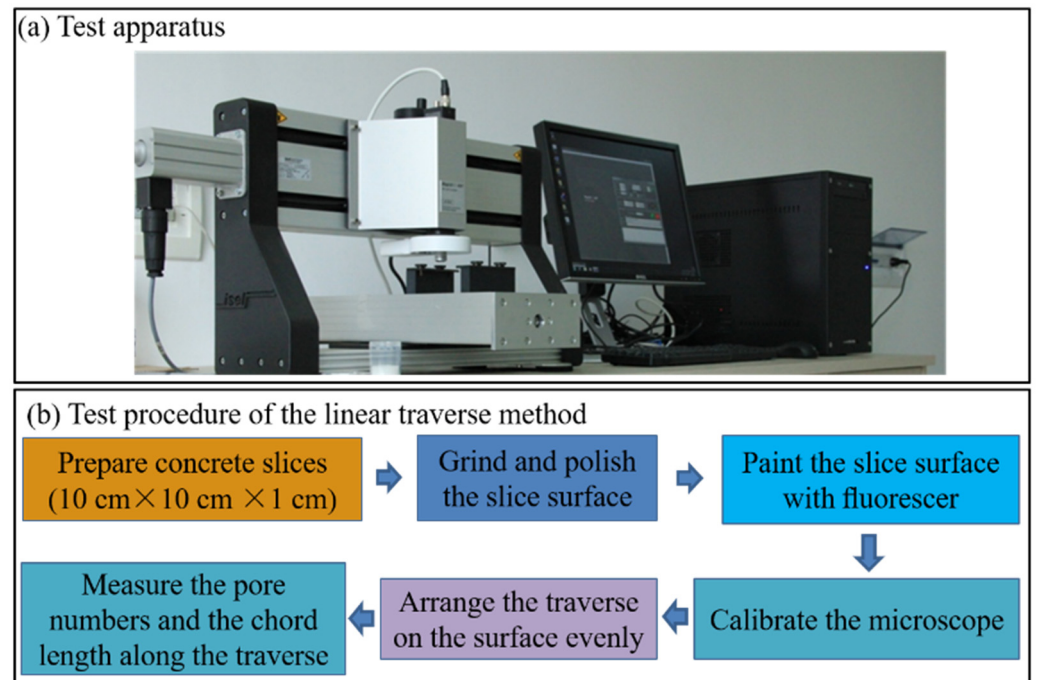 (a) Test apparatus
isel
(b) Test procedure of the linear traverse method
Prepare concrete slices
(10 cm×10 cm ×1 cm)
Grind and polish
the slice surface
Paint the slice surface
with fluorescer
Calibrate the microscope
Arrange the traverse
on the surface evenly
Measure the pore
numbers and the chord
length along the traverse